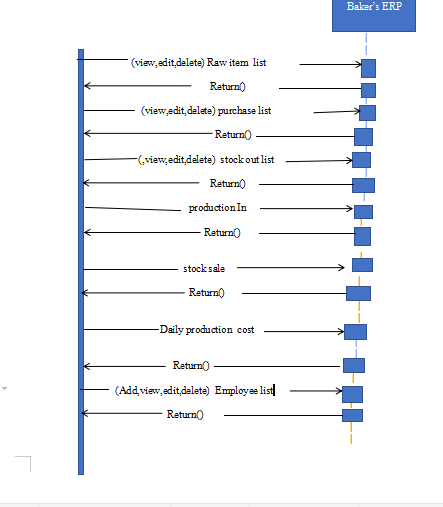 Baker's ERP
(view,edit,delete) Raw item list
Return()
(view,edit,delete) purchase list
Return()
(,view,edit,delete) stock out list
Return()
production In
Return()
stock sale
Return()
Daily production cost
Return()
(Add,view,edit,delete) Employee list
Return()